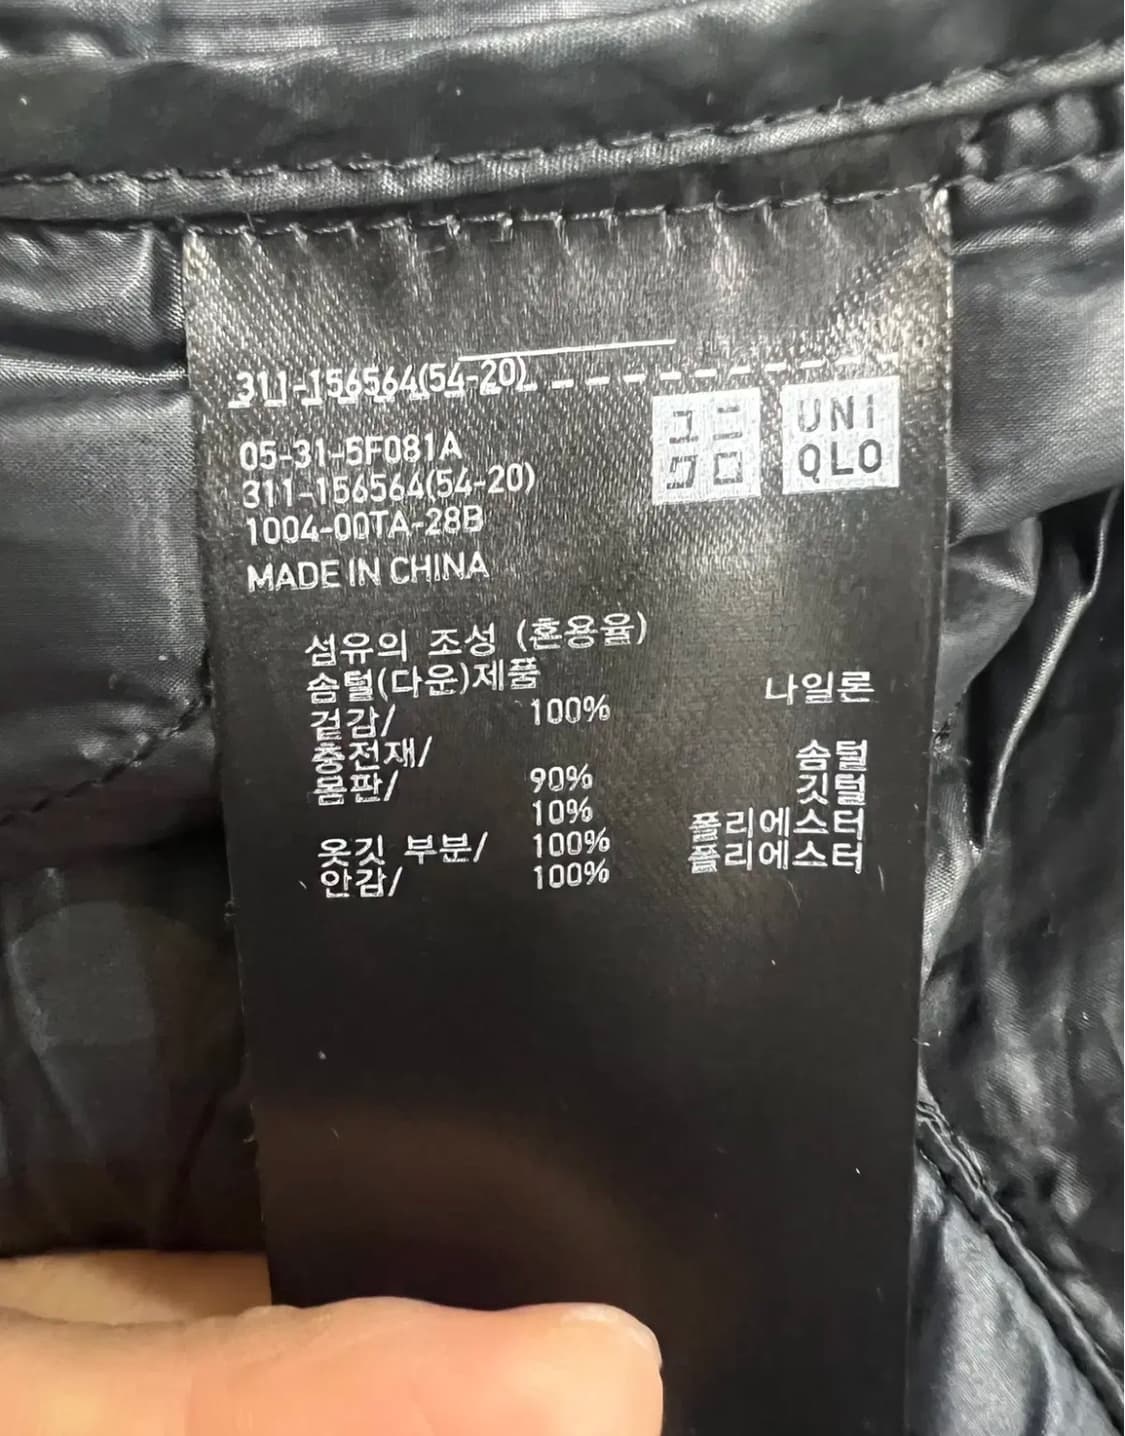 311-156564(54-20)
ユニ
クロ
UNI
QLO
05-31-5F081A
311-156564(54-20)
1004-00TA-28B
MADE IN CHINA
섬유의 조성 (혼용율)
솜털(다운)제품
겉감/ 100% 나일론
충전재/
몸판/ 90% 솜털
10% 깃털
옷깃 부분/ 100% 폴리에스터
안감/ 100% 폴리에스터